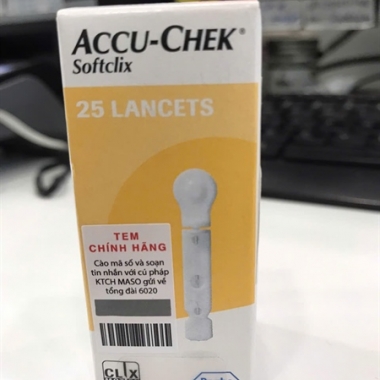 ACCU-CHEK®
Softclix
25 LANCETS
TEM
CHÍNH HÃNG
Cào mã số và soạn
tin nhắn với cú pháp
KTCH MASO gửi về
tổng đài 6020
CLIX